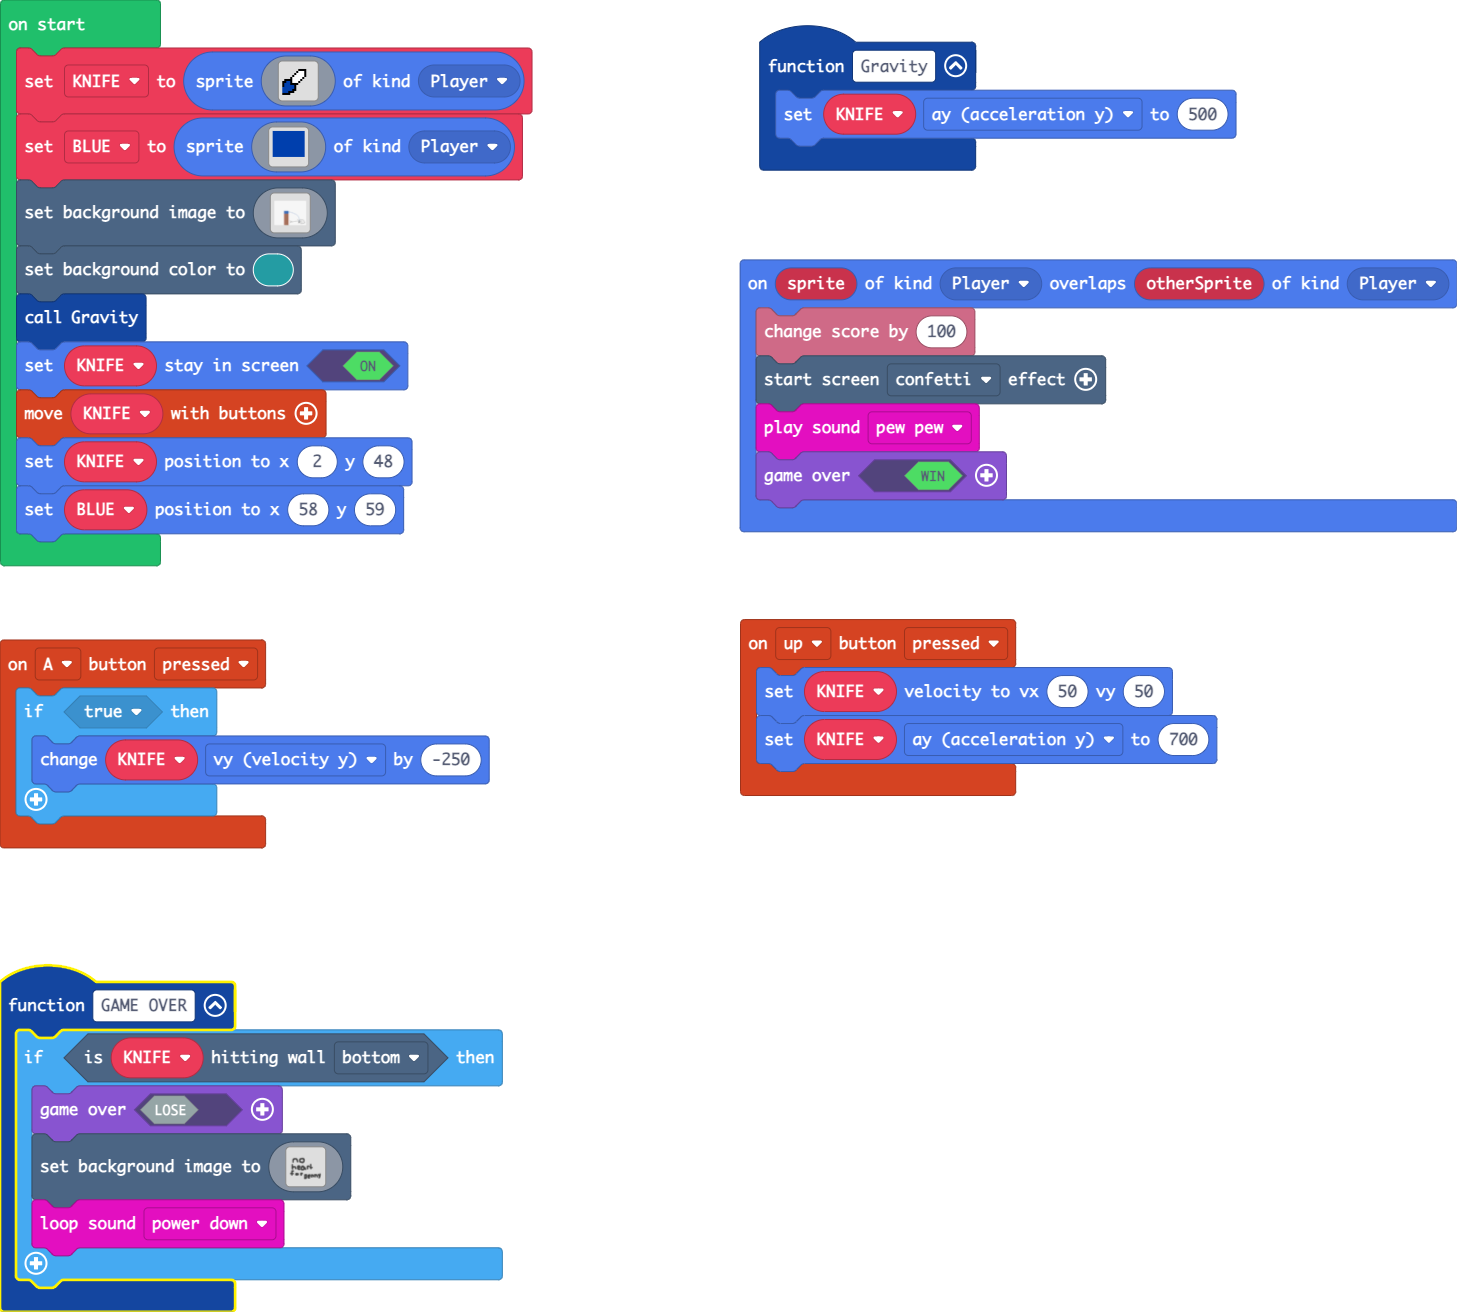 on start
set KNIFE to sprite of kind Player
set BLUE to sprite of kind Player
set background image to
set background color to
call Gravity
set KNIFE stay in screen ON
move KNIFE with buttons
set KNIFE position to x 2 y 48
set BLUE position to x 58 y 59
function Gravity
set KNIFE ay (acceleration y) to 500
on sprite of kind Player overlaps otherSprite of kind Player
change score by 100
start screen confetti effect
play sound pew pew
game over WIN
on A button pressed
if true then
change KNIFE vy (velocity y) by -250
on up button pressed
set KNIFE velocity to vx 50 vy 50
set KNIFE ay (acceleration y) to 700
function GAME OVER
if is KNIFE hitting wall bottom then
game over LOSE
set background image to
no
heart
for
loop sound power down